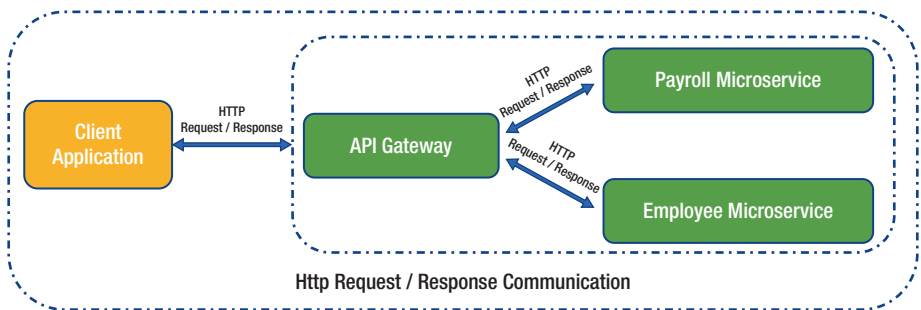 Client
Application
HTTP
Request / Response
API Gateway
HTTP
Request / Response
HTTP
Request / Response
Payroll Microservice
Employee Microservice
Http Request / Response Communication